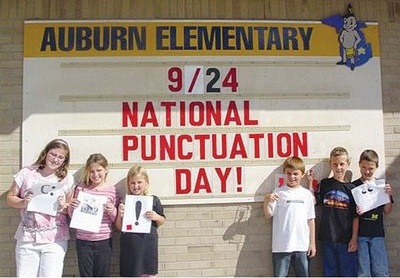 AUBURN ELEMENTARY
9/24
NATIONAL
PUNCTUATION
DAY!